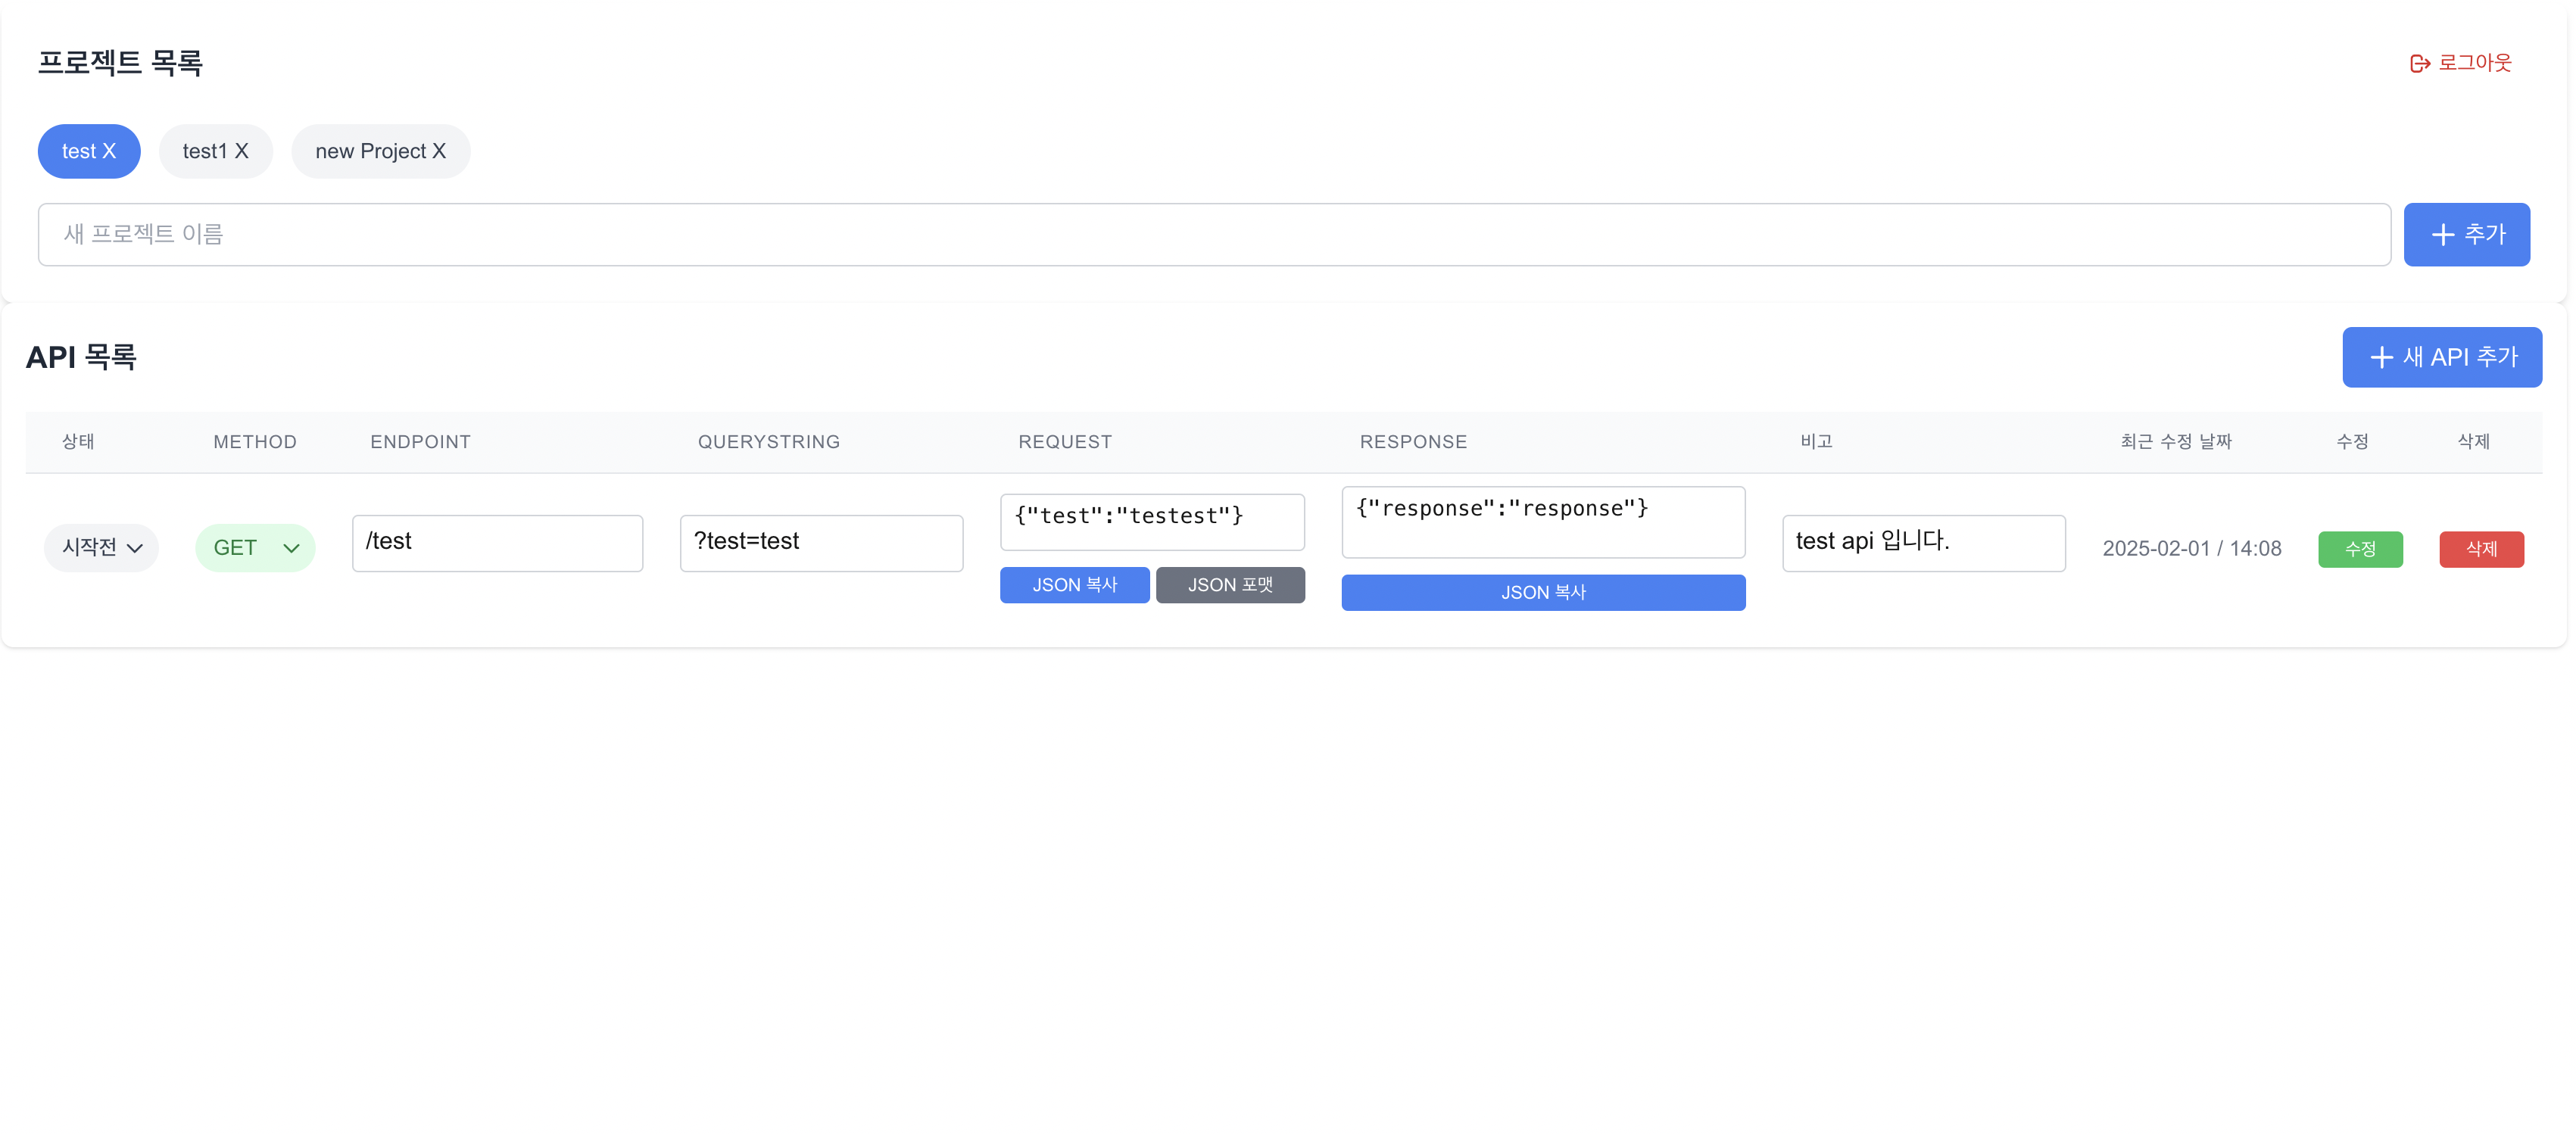 프로젝트 목록
로그아웃
test X test1 X new Project X
새 프로젝트 이름
추가
API 목록
새 API 추가
상태 METHOD ENDPOINT QUERYSTRING REQUEST RESPONSE 비고 최근 수정 날짜 수정 삭제
시작전 GET /test ?test=test {"test":"testest"} {"response":"response"} test api 입니다. 2025-02-01 / 14:08 수정 삭제
JSON 복사 JSON 포맷 JSON 복사